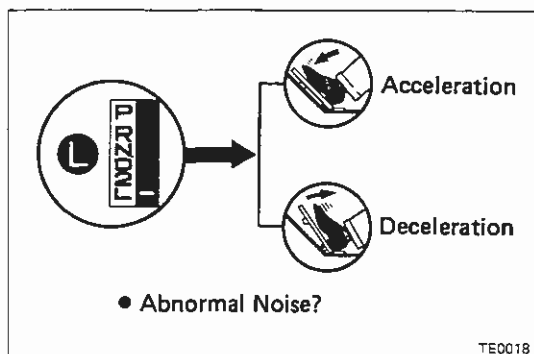 L
P
R
N
D
2
L
Acceleration
Deceleration
● Abnormal Noise?
TE0018